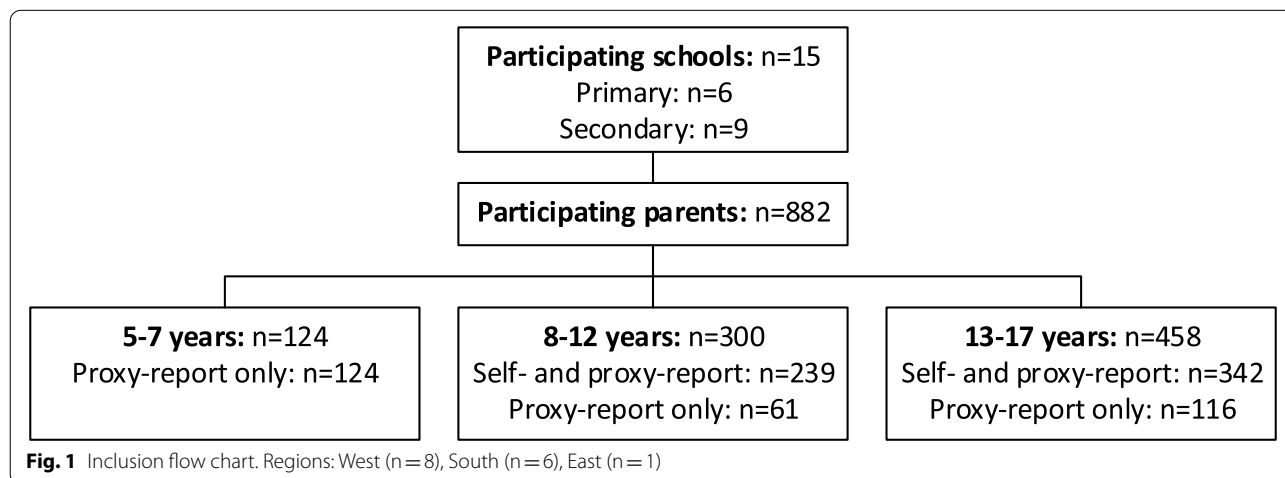 Participating schools: n=15
Primary: n=6
Secondary: n=9
Participating parents: n=882
5-7 years: n=124
Proxy-report only: n=124
8-12 years: n=300
Self- and proxy-report: n=239
Proxy-report only: n=61
13-17 years: n=458
Self- and proxy-report: n=342
Proxy-report only: n=116
Fig. 1 Inclusion flow chart. Regions: West (n = 8), South (n = 6), East (n = 1)